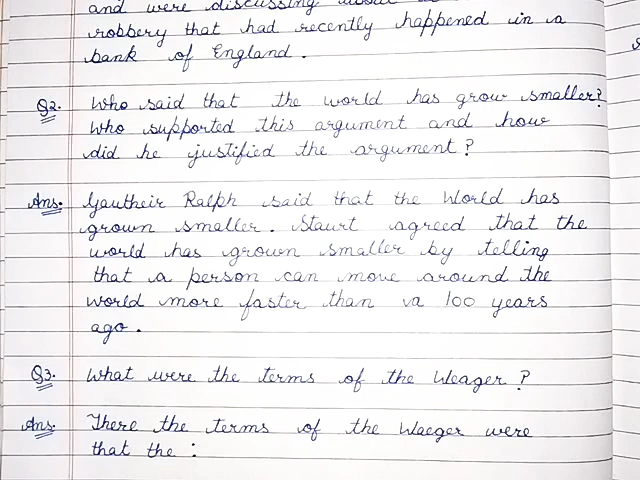 and were discussing
robbery that had recently happened in a
bank of England.
Q2. Who said that the world has grow smaller?
Who supported this argument and how
did he justified the argument?
Ans: Gautheir Ralph said that the World has
grown smaller. Staurt agreed that the
world has grown smaller by telling
that a person can move around the
world more faster than a 100 years
ago.
Q3. What were the terms of the Weager?
Ans: There the terms of the Waeger were
that the :